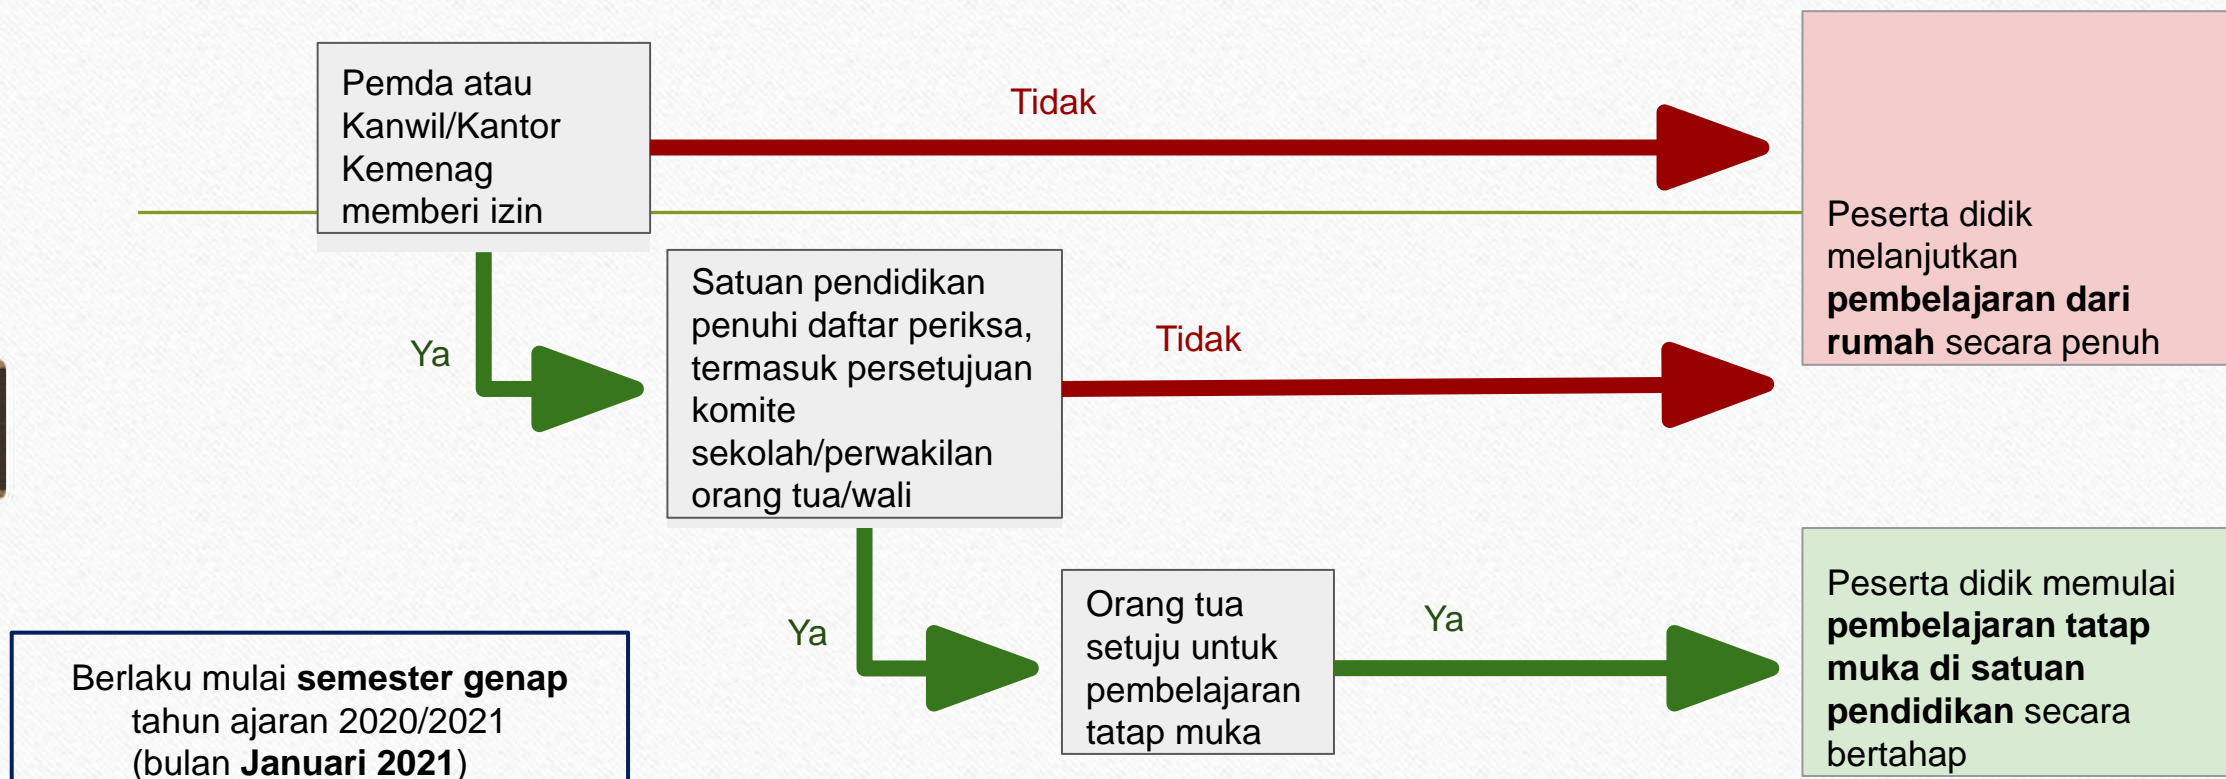 Pemda atau
Kanwil/Kantor
Kemenag
memberi izin
Tidak
Peserta didik
melanjutkan
pembelajaran dari
rumah secara penuh
Ya
Satuan pendidikan
penuhi daftar periksa,
termasuk persetujuan
komite
sekolah/perwakilan
orang tua/wali
Tidak
Ya
Orang tua
setuju untuk
pembelajaran
tatap muka
Ya
Peserta didik memulai
pembelajaran tatap
muka di satuan
pendidikan secara
bertahap
Berlaku mulai semester genap
tahun ajaran 2020/2021
(bulan Januari 2021)